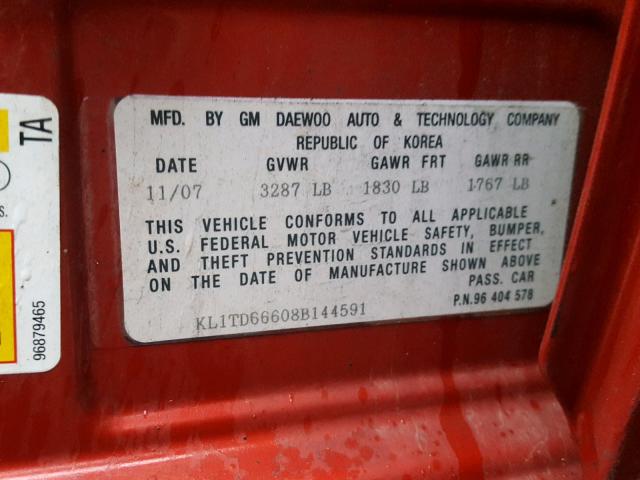 MFD. BY GM DAEWOO AUTO & TECHNOLOGY COMPANY
REPUBLIC OF KOREA
DATE GVWR GAWR FRT GAWR RR
11/07 3287 LB 1830 LB 1767 LB
THIS VEHICLE CONFORMS TO ALL APPLICABLE
U.S. FEDERAL MOTOR VEHICLE SAFETY, BUMPER,
AND THEFT PREVENTION STANDARDS IN EFFECT
ON THE DATE OF MANUFACTURE SHOWN ABOVE
PASS. CAR
P.N.96 404 578
KL1TD66608B144591
TA
S.
96879465